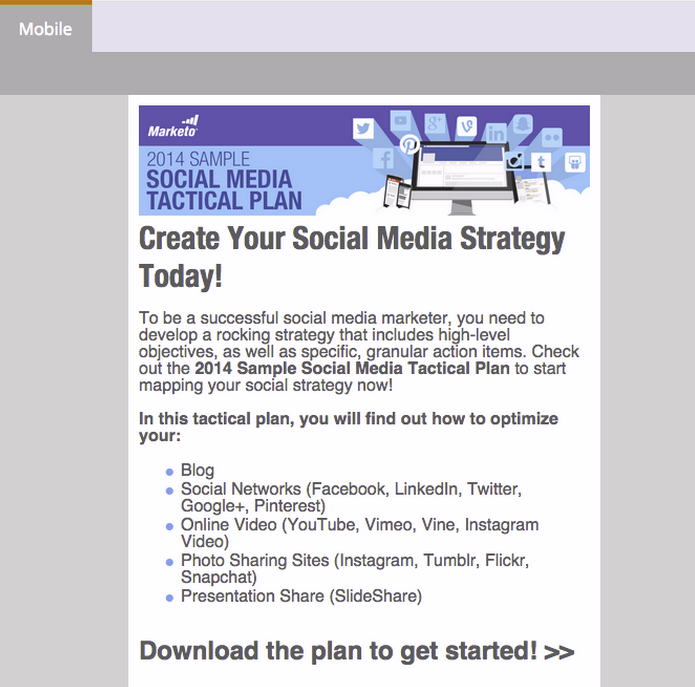 Mobile
Marketo
2014 SAMPLE
SOCIAL MEDIA
TACTICAL PLAN
Create Your Social Media Strategy
Today!
To be a successful social media marketer, you need to
develop a rocking strategy that includes high-level
objectives, as well as specific, granular action items. Check
out the 2014 Sample Social Media Tactical Plan to start
mapping your social strategy now!
In this tactical plan, you will find out how to optimize
your:
Blog
Social Networks (Facebook, LinkedIn, Twitter,
Google+, Pinterest)
Online Video (YouTube, Vimeo, Vine, Instagram
Video)
Photo Sharing Sites (Instagram, Tumblr, Flickr,
Snapchat)
Presentation Share (SlideShare)
Download the plan to get started! >>